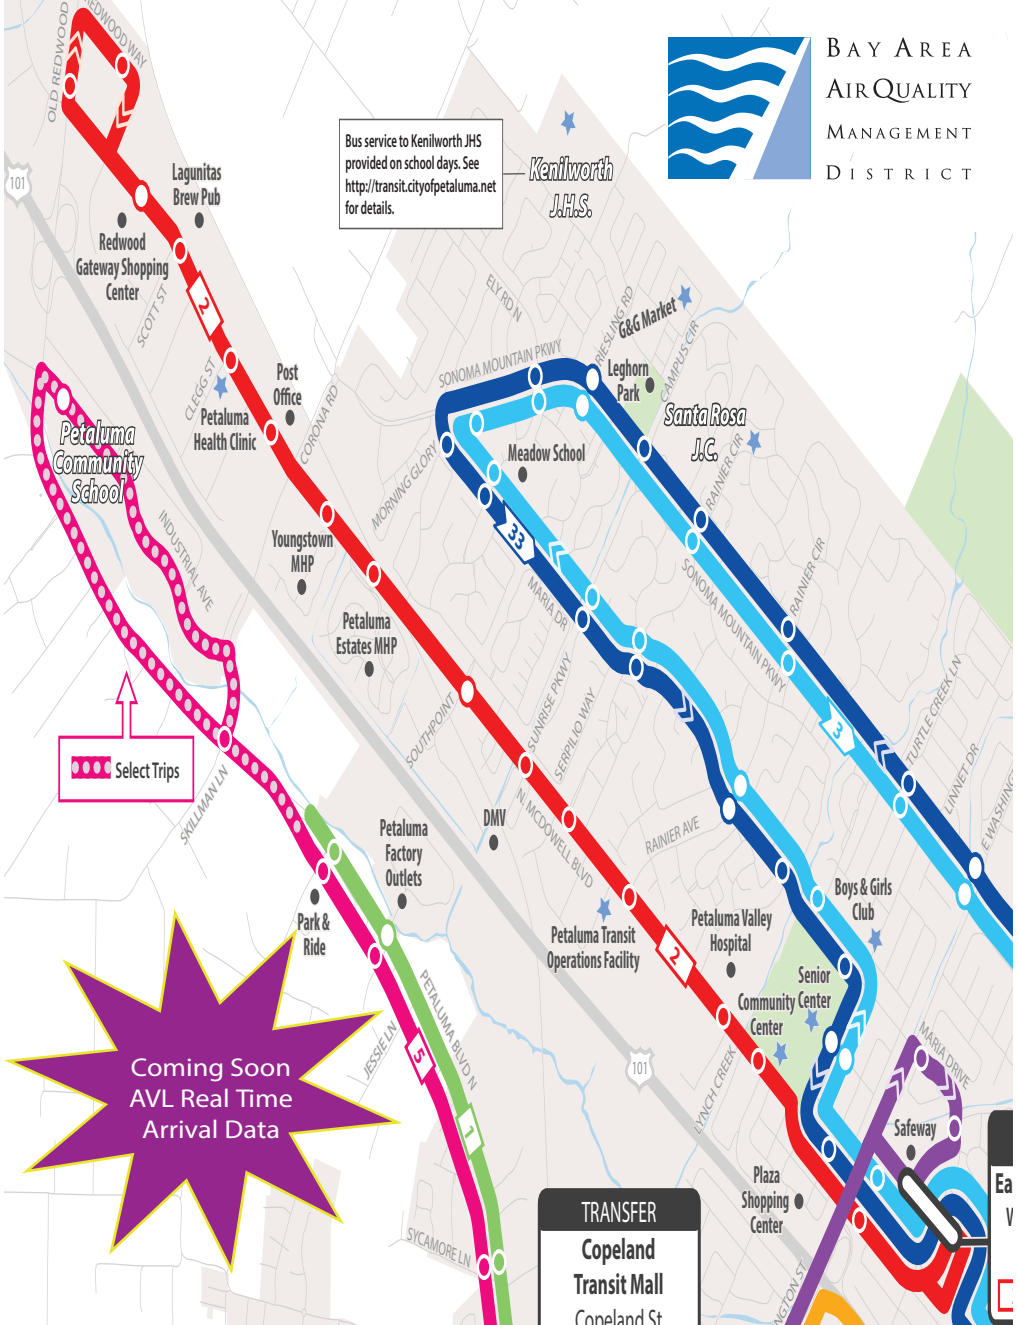 OLD REDWOOD
REDWOOD WAY
BAY AREA
AIR QUALITY
MANAGEMENT
DISTRICT
Bus service to Kenilworth JHS
provided on school days. See
http://transit.cityofpetaluma.net
for details.
Kenilworth
J.H.S.
101
Lagunitas
Brew Pub
Redwood
Gateway Shopping
Center
SCOTT ST
2
ELY RD N
RIESLING RD
G&G Market
CAMPUS CIR
SONOMA MOUNTAIN PKWY
Leghorn
Park
CLEGG ST
Post
Office
Petaluma
Health Clinic
CORONA RD
Santa Rosa
J.C.
RAINIER CIR
Petaluma
Community
School
MORNING GLORY
Meadow School
INDUSTRIAL AVE
33
Youngstown
MHP
MARIA DR
SONOMA MOUNTAIN PKWY
RAINIER CIR
Petaluma
Estates MHP
SOUTHPOINT
SUNRISE PKWY
SERPILIO WAY
3
TURTLE CREEK LN
LINNET DR
E WASHINGT
Select Trips
SKILLMAN LN
N. MCDOWELL BLVD
RAINIER AVE
DMV
Petaluma
Factory
Outlets
Park &
Ride
Boys & Girls
Club
Petaluma Transit
Operations Facility
2
Petaluma Valley
Hospital
Senior
Center
Community
Center
PETALUMA BLVD N
JESSIE LN
5
1
101
LYNCH CREEK
MARIA DRIVE
Safeway
Coming Soon
AVL Real Time
Arrival Data
Plaza
Shopping
Center
SYCAMORE LN
TRANSFER
Copeland
Transit Mall
Copeland St
NGTON ST
Ea
W